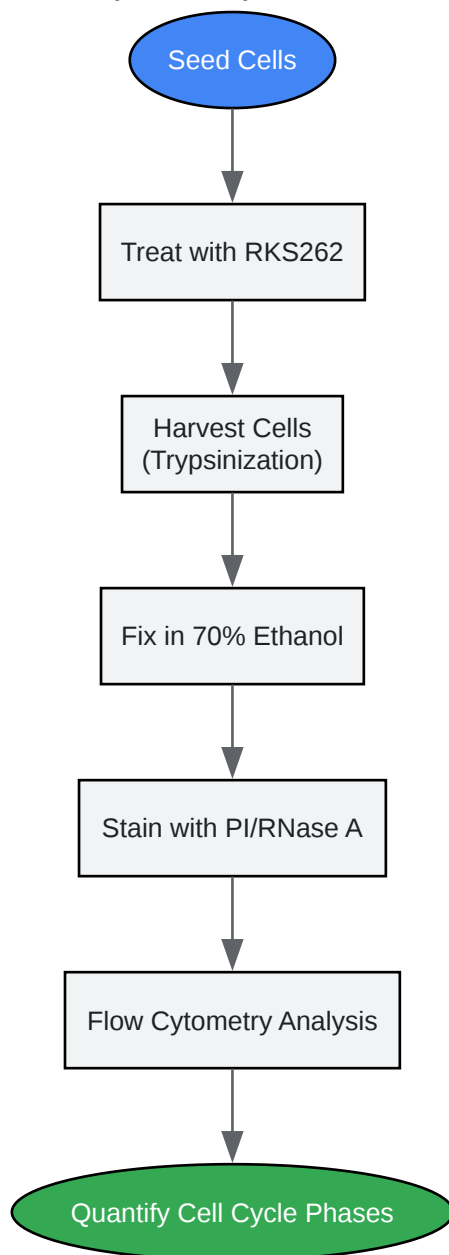 Seed Cells
Treat with RKS262
Harvest Cells
(Trypsinization)
Fix in 70% Ethanol
Stain with PI/RNase A
Flow Cytometry Analysis
Quantify Cell Cycle Phases